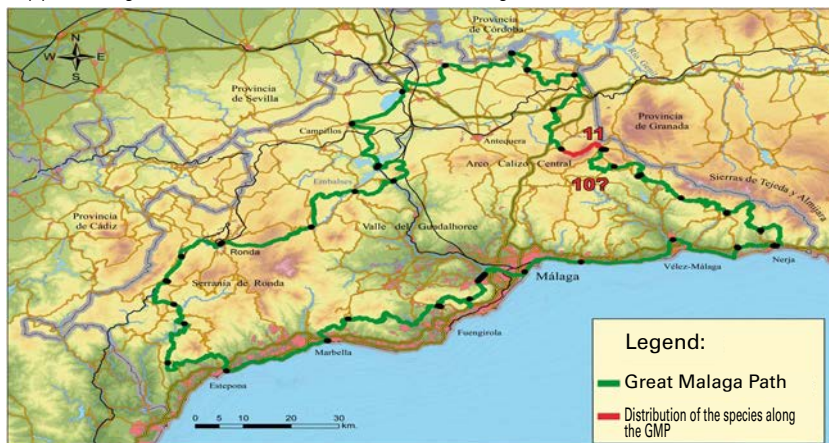 Provincia
de Córdoba
N
W E
S
Río Genil
Provincia
de Sevilla
Provincia
de Granada
Campillos
Antequera
11
Arco Calizo Central
10?
Embalses
Sierras de Tejeda y Almijara
Provincia
de Cádiz
Valle del Guadalhorce
Ronda
Málaga
Vélez-Málaga
Nerja
Serranía de Ronda
Fuengirola
Marbella
Estepona
0 5 10 20 30
km.
Legend:
Great Malaga Path
Distribution of the species along
the GMP